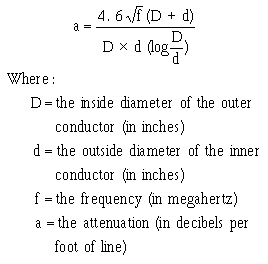 a = 4. 6 √f (D + d)
D × d (log D/d)
Where :
D = the inside diameter of the outer
conductor (in inches)
d = the outside diameter of the inner
conductor (in inches)
f = the frequency (in megahertz)
a = the attenuation (in decibels per
foot of line)